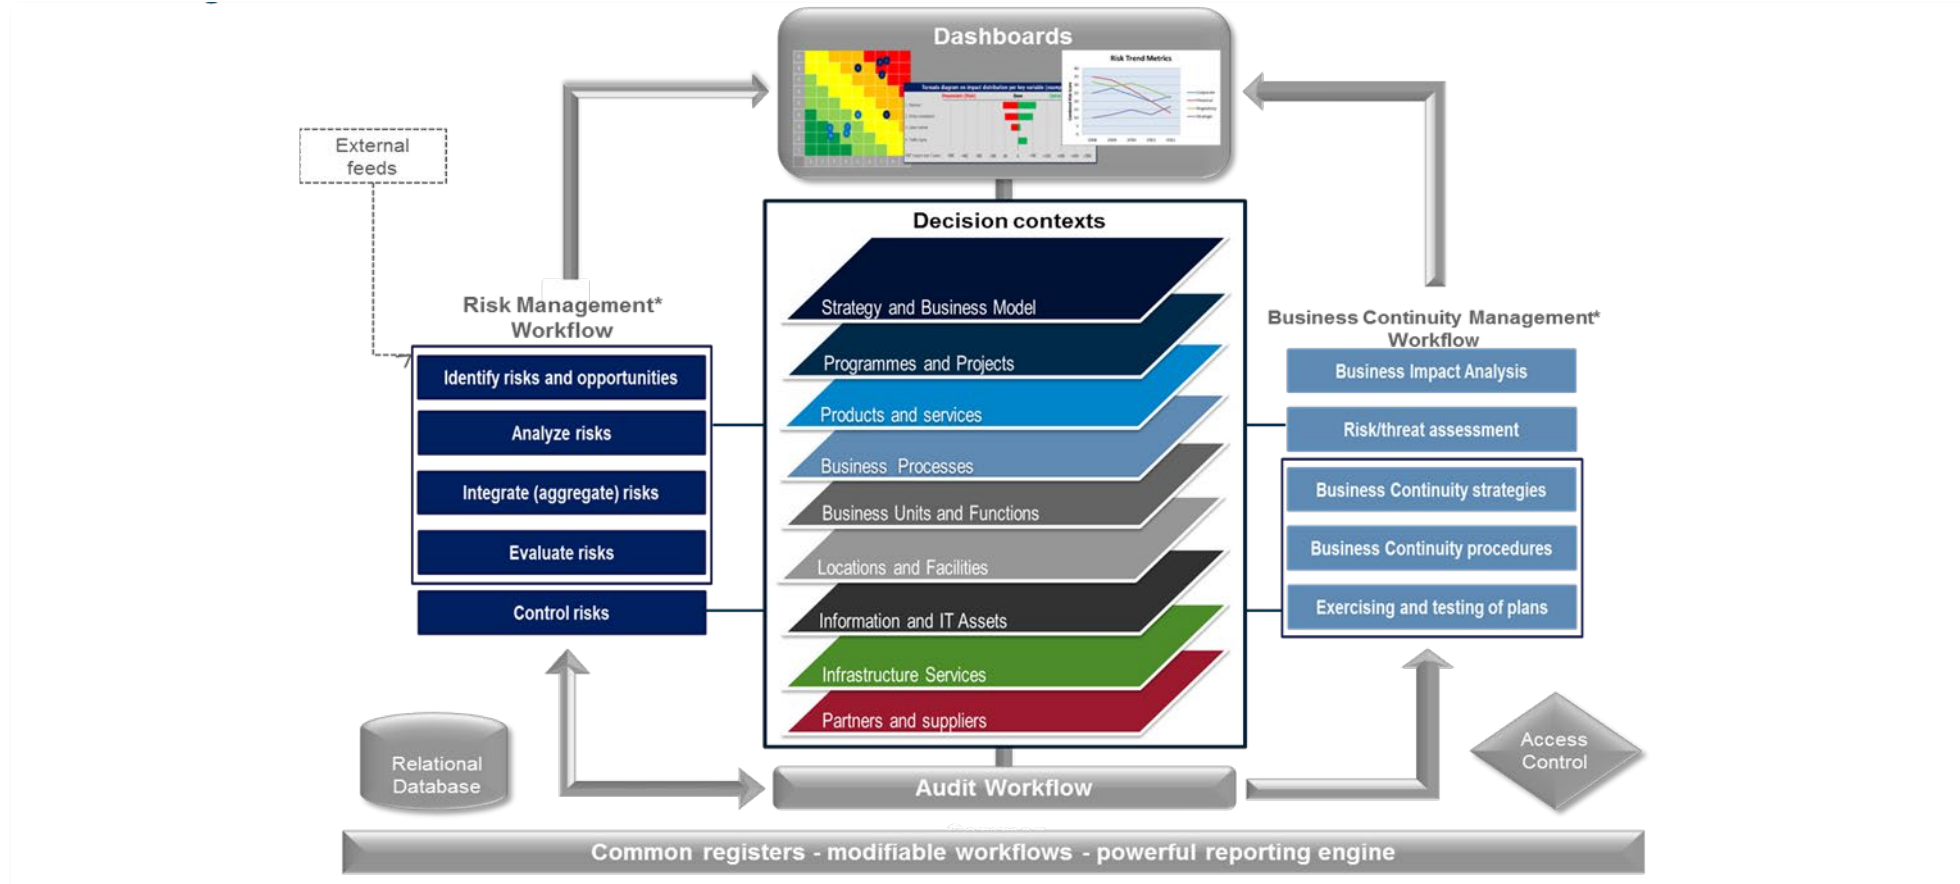 Dashboards
Risk Trend Metrics
External
feeds
Decision contexts
Strategy and Business Model
Programmes and Projects
Products and services
Business Processes
Business Units and Functions
Locations and Facilities
Information and IT Assets
Infrastructure Services
Partners and suppliers
Risk Management*
Workflow
Identify risks and opportunities
Analyze risks
Integrate (aggregate) risks
Evaluate risks
Control risks
Business Continuity Management*
Workflow
Business Impact Analysis
Risk/threat assessment
Business Continuity strategies
Business Continuity procedures
Exercising and testing of plans
Relational
Database
Audit Workflow
Access
Control
Common registers - modifiable workflows - powerful reporting engine